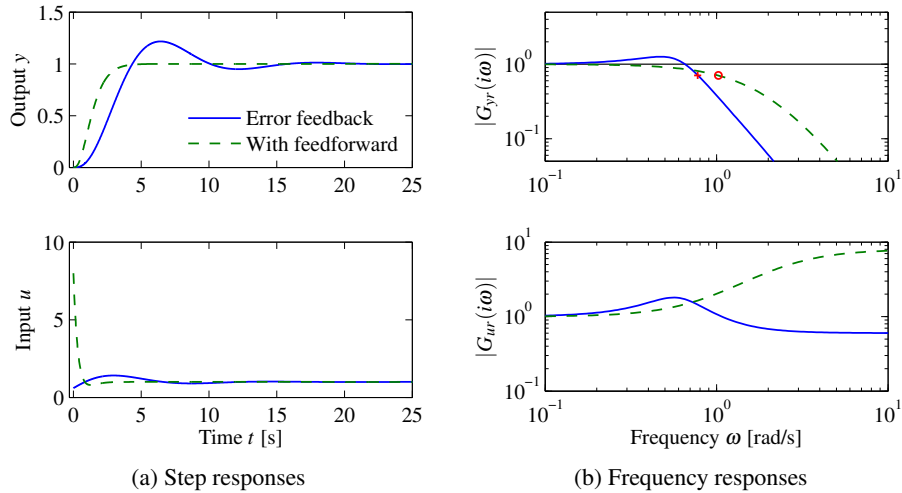 Output y
1.5
1
0.5
0
0 5 10 15 20 25
Error feedback
With feedforward
Input u
10
5
0
0 5 10 15 20 25
Time t [s]
(a) Step responses
|G_yr(iω)|
10^0
10^-1
10^-1 10^0 10^1
|G_ur(iω)|
10^1
10^0
10^-1
10^-1 10^0 10^1
Frequency ω [rad/s]
(b) Frequency responses